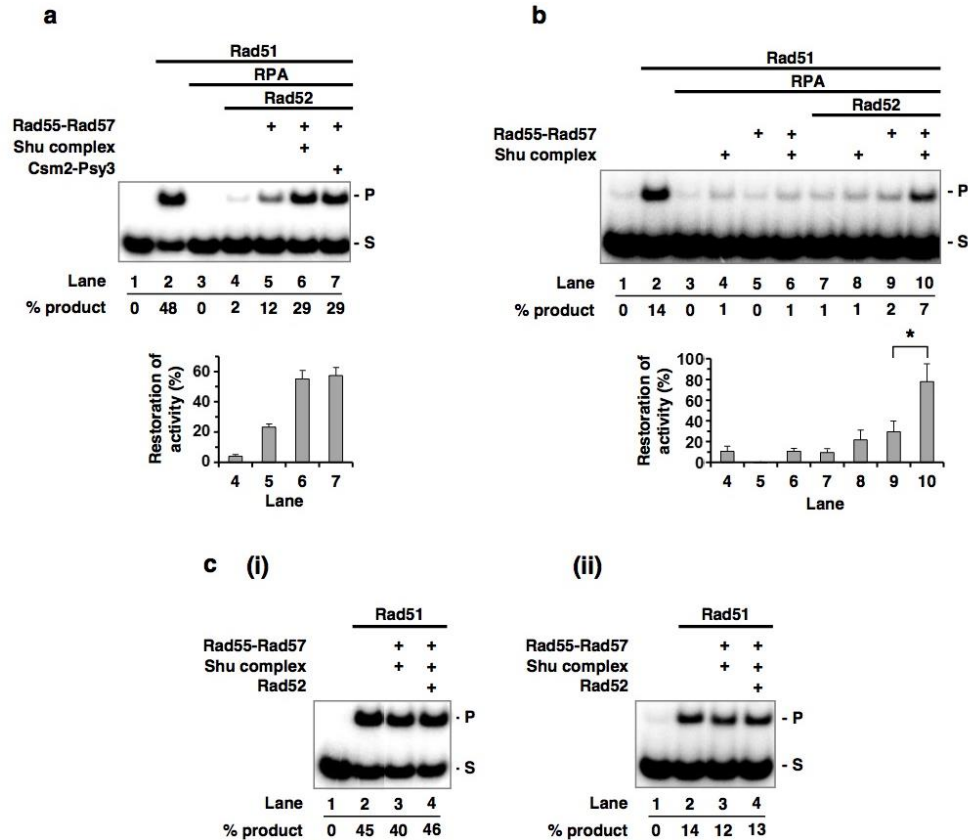 a
Rad51
RPA
Rad52
Rad55-Rad57 + + +
Shu complex +
Csm2-Psy3 +
- P
- S
Lane 1 2 3 4 5 6 7
% product 0 48 0 2 12 29 29
Restoration of
activity (%)
60
40
20
0
4 5 6 7
Lane
b
Rad51
RPA
Rad52
Rad55-Rad57 + + + +
Shu complex + + + +
- P
- S
Lane 1 2 3 4 5 6 7 8 9 10
% product 0 14 0 1 0 1 1 1 2 7
*
Restoration of
activity (%)
100
80
60
40
20
0
4 5 6 7 8 9 10
Lane
c (i)
Rad51
Rad55-Rad57 + +
Shu complex + +
Rad52 +
- P
- S
Lane 1 2 3 4
% product 0 45 40 46
(ii)
Rad51
Rad55-Rad57 + +
Shu complex + +
Rad52 +
- P
- S
Lane 1 2 3 4
% product 0 14 12 13